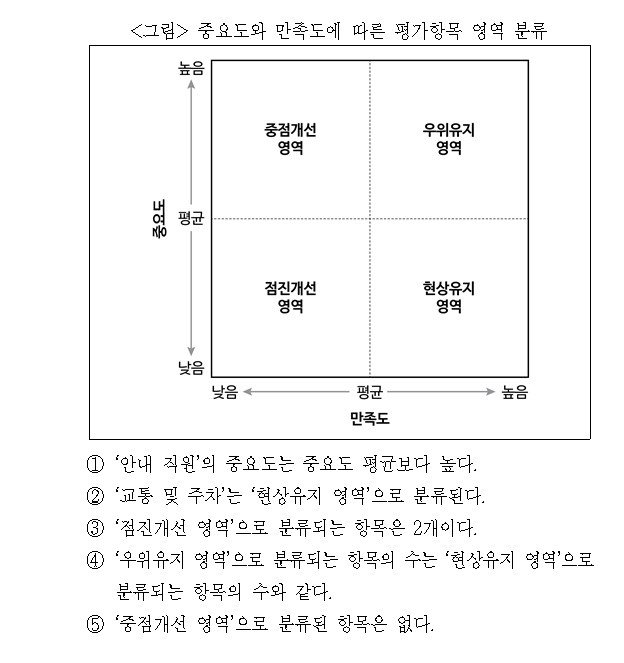 <그림> 중요도와 만족도에 따른 평가항목 영역 분류
높음
중점개선
영역
우위유지
영역
중요도
평균
점진개선
영역
현상유지
영역
낮음
낮음
평균
높음
만족도
① ‘안내 직원’의 중요도는 중요도 평균보다 높다.
② ‘교통 및 주차’는 ‘현상유지 영역’으로 분류된다.
③ ‘점진개선 영역’으로 분류되는 항목은 2개이다.
④ ‘우위유지 영역’으로 분류되는 항목의 수는 ‘현상유지 영역’으로
분류되는 항목의 수와 같다.
⑤ ‘중점개선 영역’으로 분류된 항목은 없다.